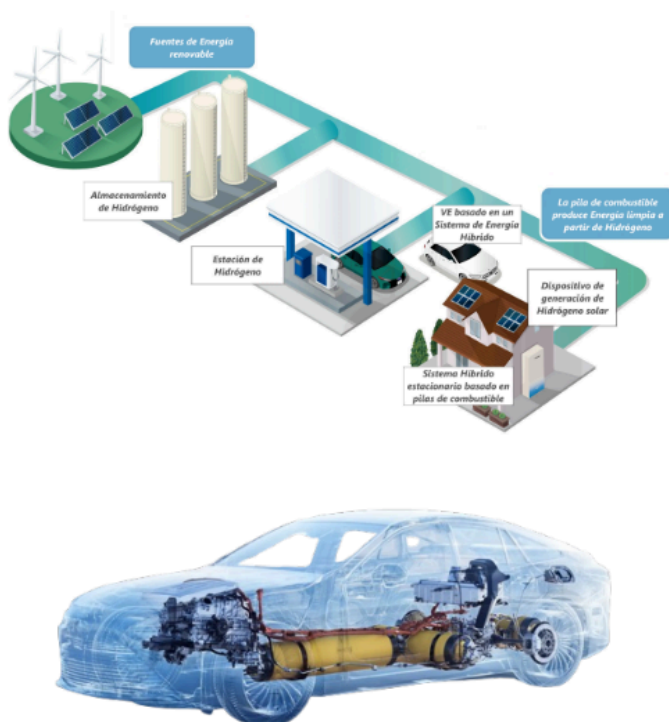 Fuentes de Energía
renovable
Almacenamiento
de Hidrógeno
Estación de
Hidrógeno
VE basado en un
Sistema de Energía
Híbrido
La pila de combustible
produce Energía limpia a
partir de Hidrógeno
Dispositivo de
generación de
Hidrógeno solar
Sistema Híbrido
estacionario basado en
pilas de combustible